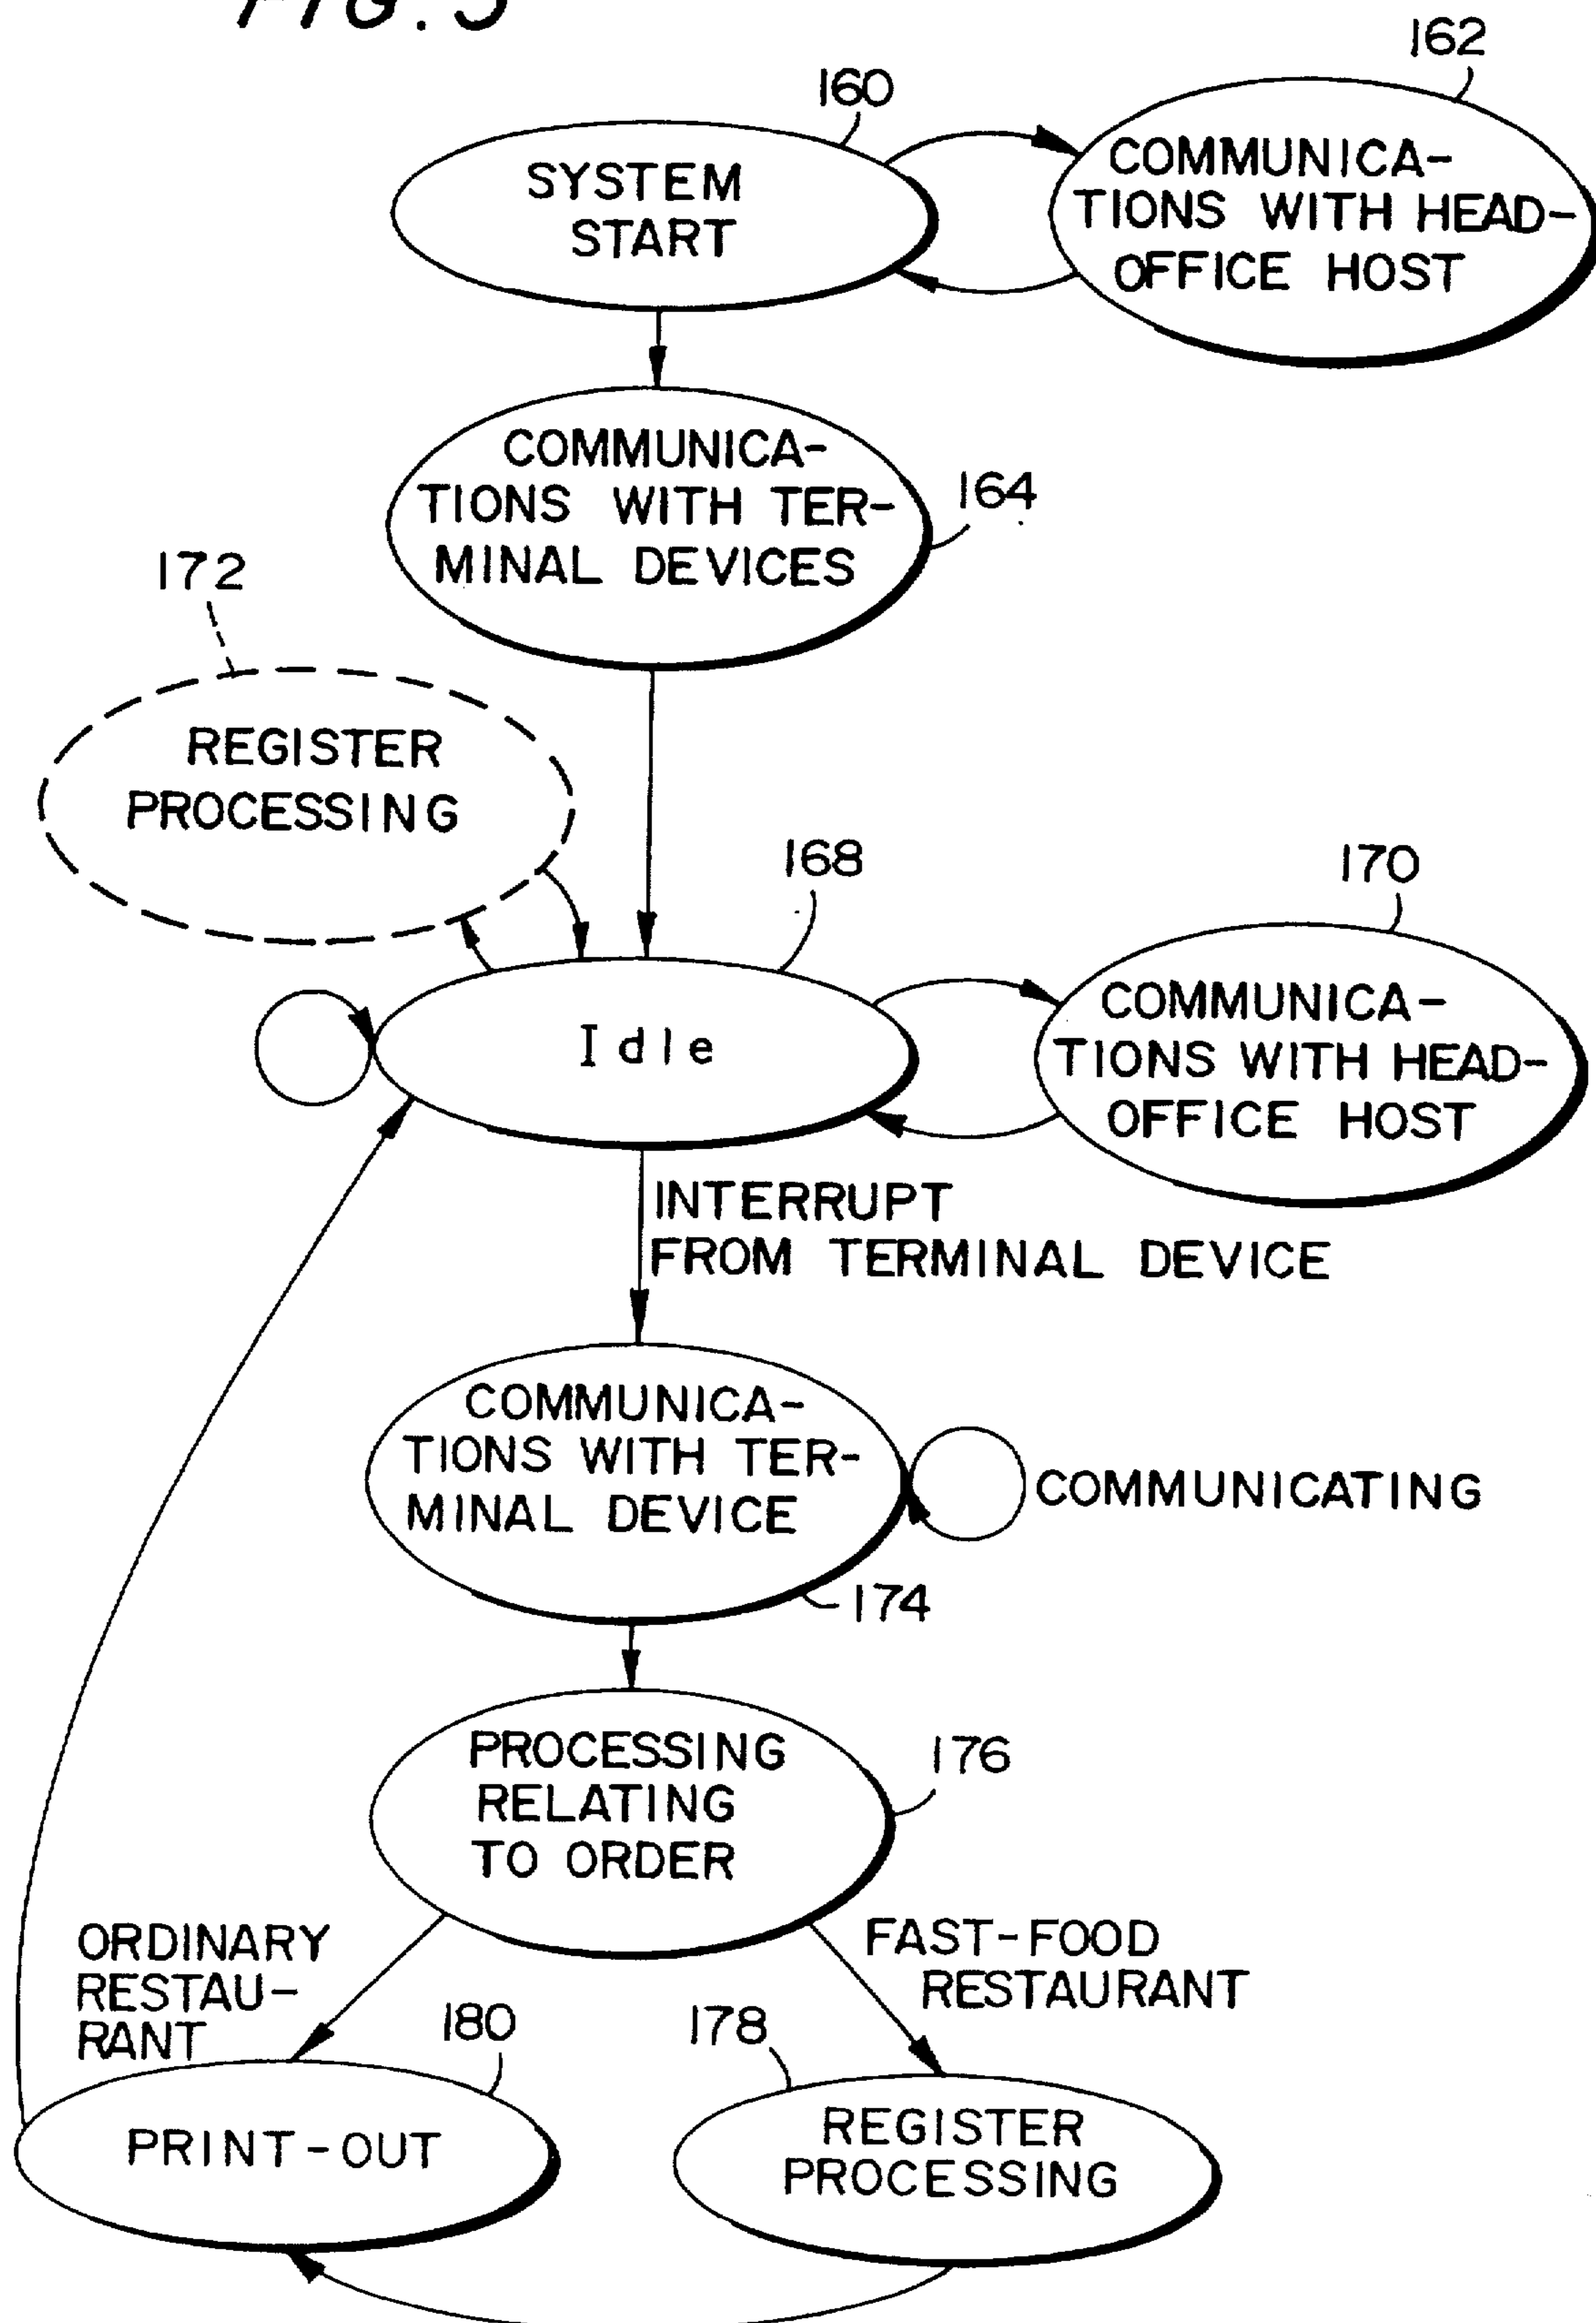 FIG. 5
162
160
SYSTEM
START
COMMUNICA-
TIONS WITH HEAD-
OFFICE HOST
COMMUNICA-
TIONS WITH TER-
MINAL DEVICES
164
172
REGISTER
PROCESSING
168
170
Idle
COMMUNICA-
TIONS WITH HEAD-
OFFICE HOST
INTERRUPT
FROM TERMINAL DEVICE
COMMUNICA-
TIONS WITH TER-
MINAL DEVICE
COMMUNICATING
174
PROCESSING
RELATING
TO ORDER
176
ORDINARY
RESTAU-
RANT
FAST-FOOD
RESTAURANT
180
178
PRINT-OUT
REGISTER
PROCESSING